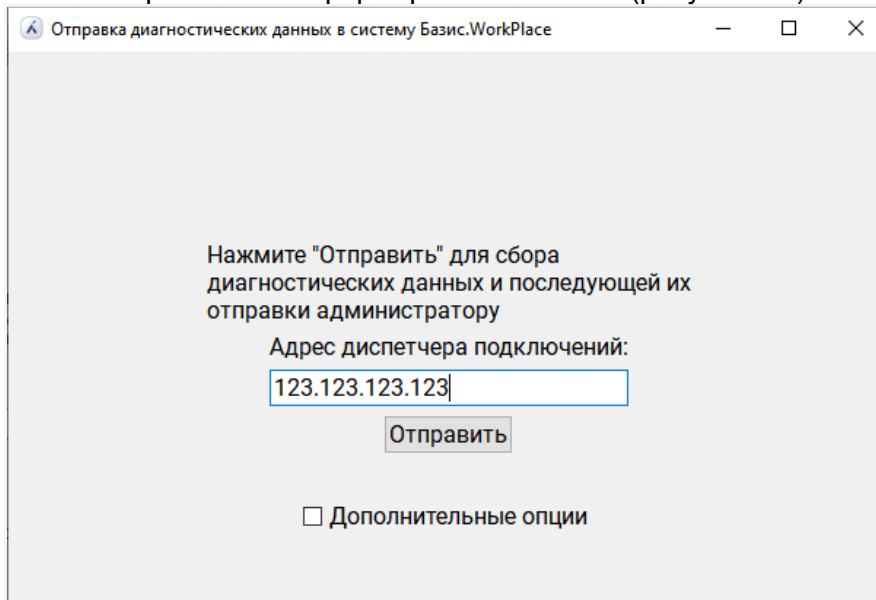 Отправка диагностических данных в систему Базис.WorkPlace
Нажмите "Отправить" для сбора
диагностических данных и последующей их
отправки администратору
Адрес диспетчера подключений:
123.123.123.123
Отправить
Дополнительные опции